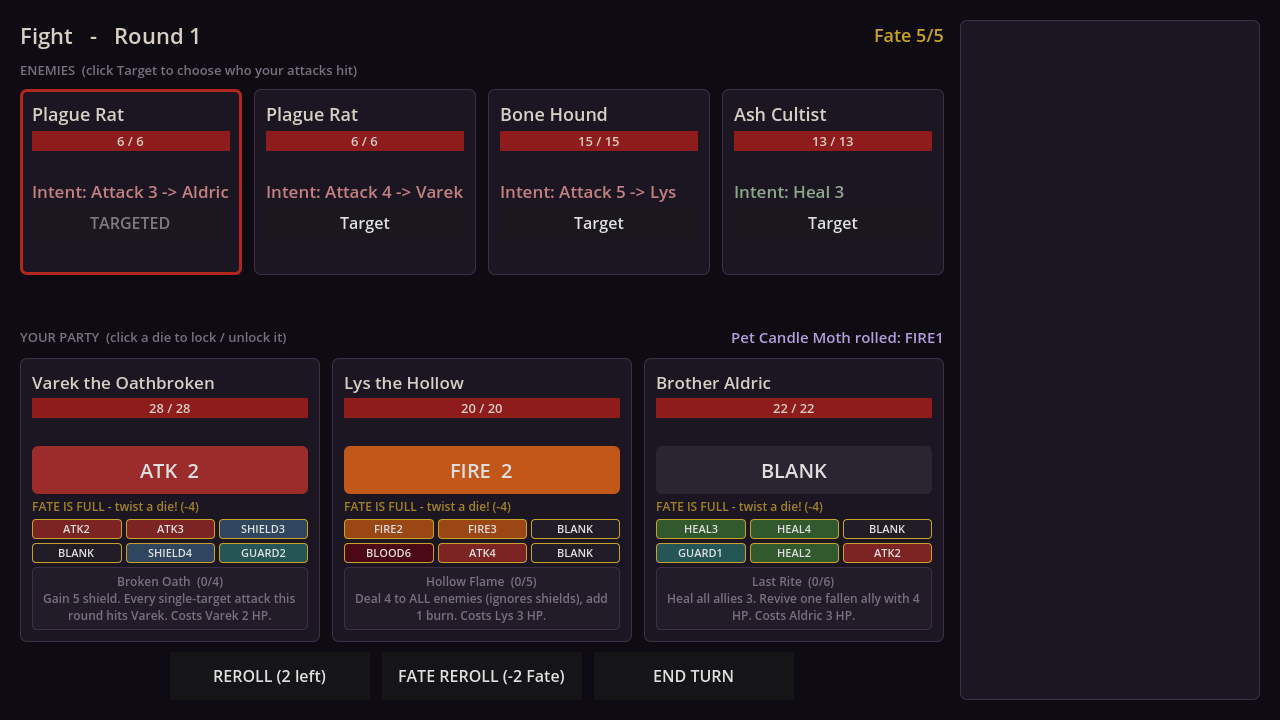 Fight - Round 1
Fate 5/5
ENEMIES (click Target to choose who your attacks hit)
Plague Rat
6 / 6
Intent: Attack 3 -> Aldric
TARGETED
Plague Rat
6 / 6
Intent: Attack 4 -> Varek
Target
Bone Hound
15 / 15
Intent: Attack 5 -> Lys
Target
Ash Cultist
13 / 13
Intent: Heal 3
Target
YOUR PARTY (click a die to lock / unlock it)
Pet Candle Moth rolled: FIRE1
Varek the Oathbroken
28 / 28
ATK 2
FATE IS FULL - twist a die! (-4)
ATK2 ATK3 SHIELD3
BLANK SHIELD4 GUARD2
Broken Oath (0/4)
Gain 5 shield. Every single-target attack this
round hits Varek. Costs Varek 2 HP.
Lys the Hollow
20 / 20
FIRE 2
FATE IS FULL - twist a die! (-4)
FIRE2 FIRE3 BLANK
BLOOD6 ATK4 BLANK
Hollow Flame (0/5)
Deal 4 to ALL enemies (ignores shields), add
1 burn. Costs Lys 3 HP.
Brother Aldric
22 / 22
BLANK
FATE IS FULL - twist a die! (-4)
HEAL3 HEAL4 BLANK
GUARD1 HEAL2 ATK2
Last Rite (0/6)
Heal all allies 3. Revive one fallen ally with 4
HP. Costs Aldric 3 HP.
REROLL (2 left)
FATE REROLL (-2 Fate)
END TURN